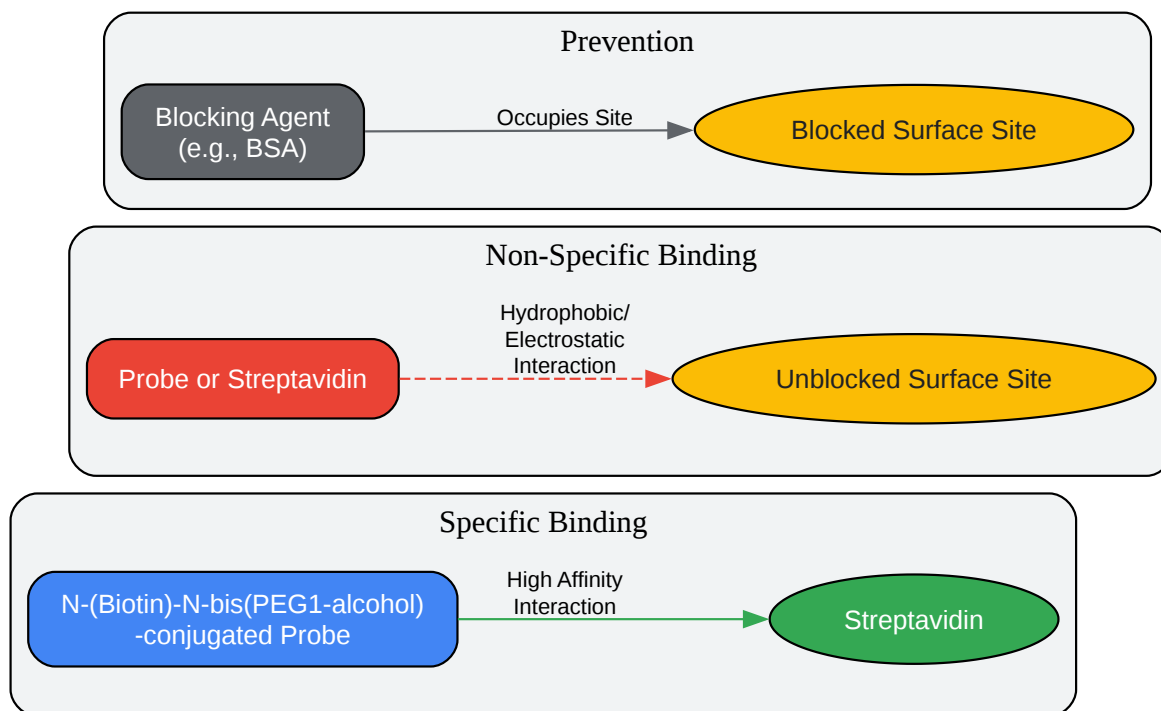 Prevention
Blocking Agent
(e.g., BSA)
Occupies Site
Blocked Surface Site
Non-Specific Binding
Probe or Streptavidin
Hydrophobic/
Electrostatic
Interaction
Unblocked Surface Site
Specific Binding
N-(Biotin)-N-bis(PEG1-alcohol)
-conjugated Probe
High Affinity
Interaction
Streptavidin